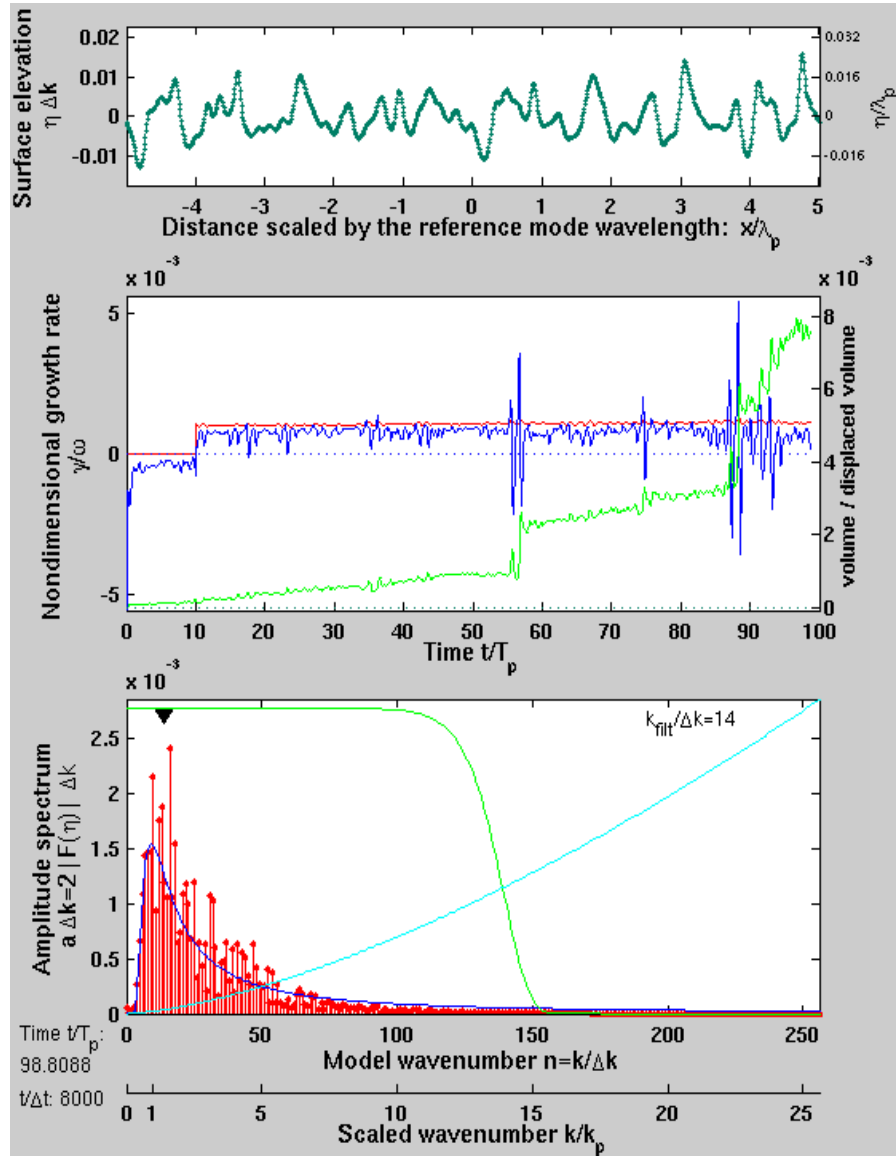 Surface elevation
η Δk
0.02
0.01
0
-0.01
0.032
0.016
0
-0.016
η/λp
-4 -3 -2 -1 0 1 2 3 4 5
Distance scaled by the reference mode wavelength: x/λp
x 10^-3
x 10^-3
Nondimensional growth rate
γ/ω
5
0
-5
8
6
4
2
0
volume / displaced volume
0 10 20 30 40 50 60 70 80 90 100
Time t/Tp
x 10^-3
Amplitude spectrum
a Δk=2 | F(η) | Δk
2.5
2
1.5
1
0.5
0
kfilt/Δk=14
0 50 100 150 200 250
Model wavenumber n=k/Δk
Time t/Tp:
98.8088
t/Δt: 8000
0 1 5 10 15 20 25
Scaled wavenumber k/kp